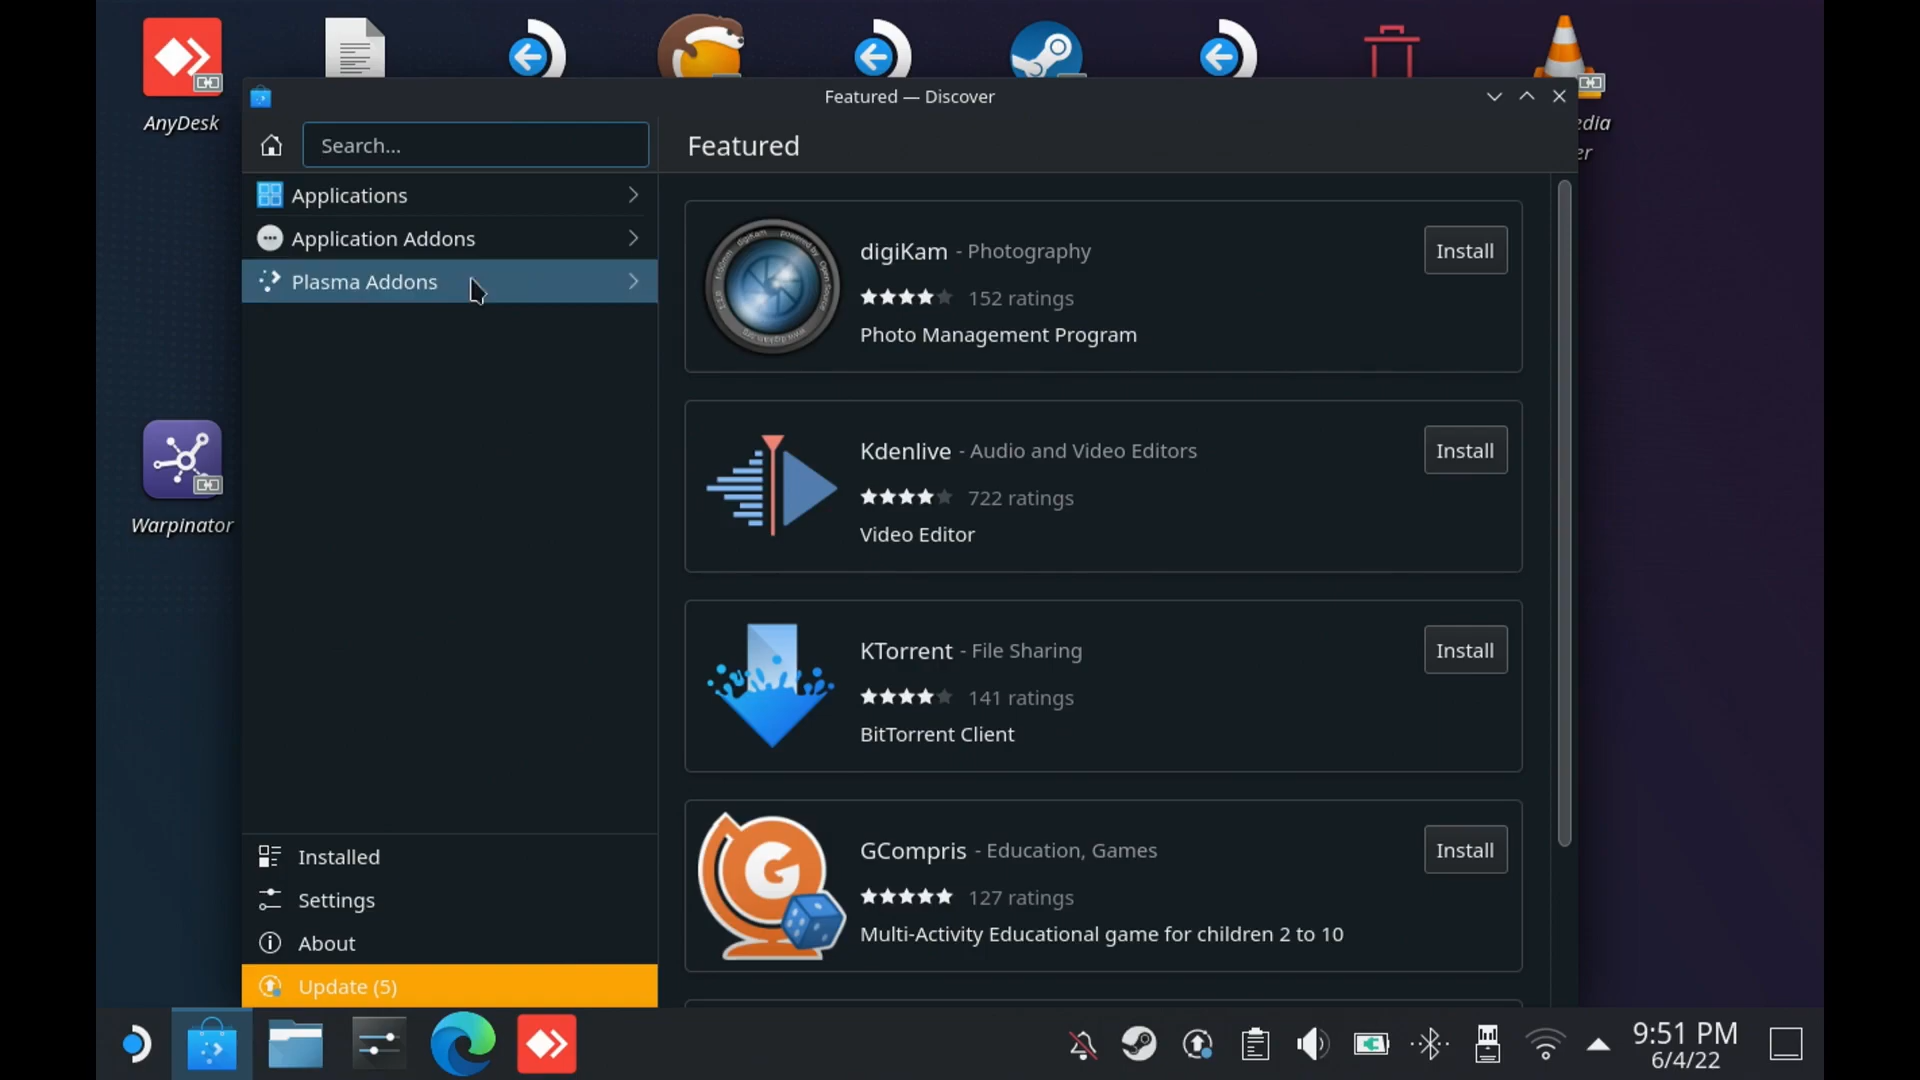 AnyDesk
edia
er
Warpinator
Featured — Discover
Search...
Featured
Applications
Application Addons
Plasma Addons
digiKam - Photography
Install
152 ratings
Photo Management Program
Kdenlive - Audio and Video Editors
Install
722 ratings
Video Editor
KTorrent - File Sharing
Install
141 ratings
BitTorrent Client
GCompris - Education, Games
Install
127 ratings
Multi-Activity Educational game for children 2 to 10
Installed
Settings
About
Update (5)
9:51 PM
6/4/22